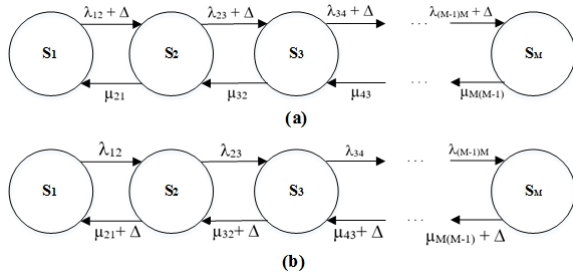 λ12 + Δ λ23 + Δ λ34 + Δ ... λ(M-1)M + Δ
S1 S2 S3 SM
μ21 μ32 μ43 ... μM(M-1)
(a)
λ12 λ23 λ34 ... λ(M-1)M
S1 S2 S3 SM
μ21+ Δ μ32+ Δ μ43+ Δ ... μM(M-1) + Δ
(b)